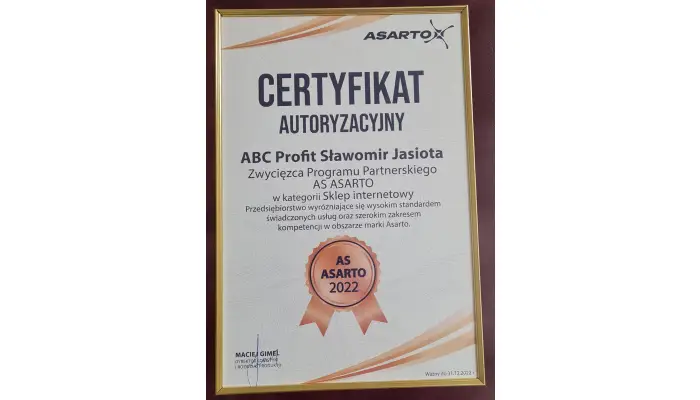 ASARTO
CERTYFIKAT
AUTORYZACYJNY
ABC Profit Sławomir Jasiota
Zwycięzca Programu Partnerskiego
AS ASARTO
w kategorii Sklep internetowy
Przedsiębiorstwo wyróżniające się wysokim standardem
świadczonych usług oraz szerokim zakresem
kompetencji w obszarze marki Asarto.
AS
ASARTO
2022
MACIEJ GIMEL